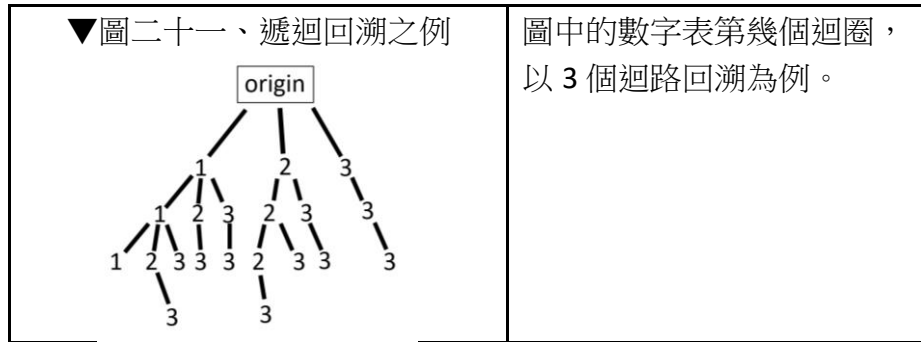 ▼圖二十一、遞迴回溯之例
圖中的數字表第幾個迴圈，
以 3 個迴路回溯為例。
origin
1 2 3
1 2 3 2 3 3
1 2 3 3 3 2 3 3 3
3 3